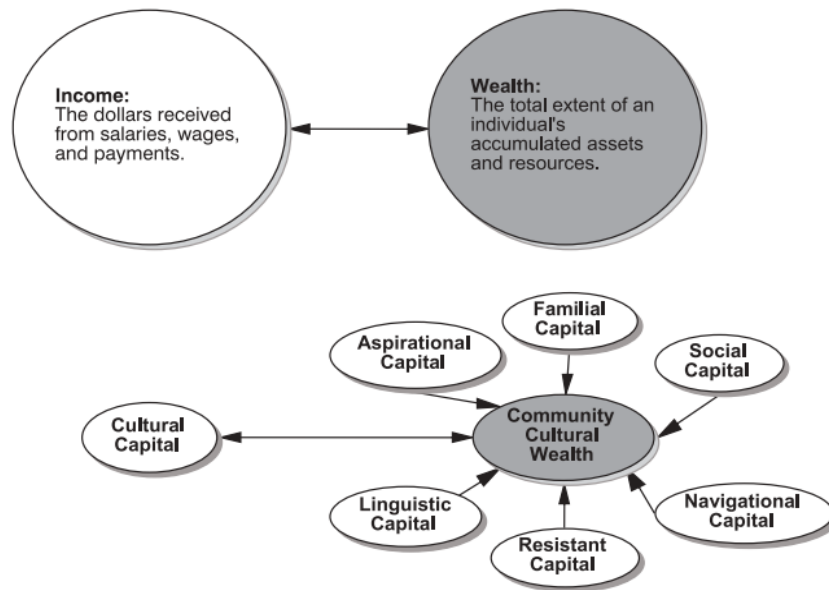 Income:
The dollars received
from salaries, wages,
and payments.
Wealth:
The total extent of an
individual's
accumulated assets
and resources.
Familial
Capital
Aspirational
Capital
Social
Capital
Community
Cultural
Wealth
Cultural
Capital
Linguistic
Capital
Navigational
Capital
Resistant
Capital